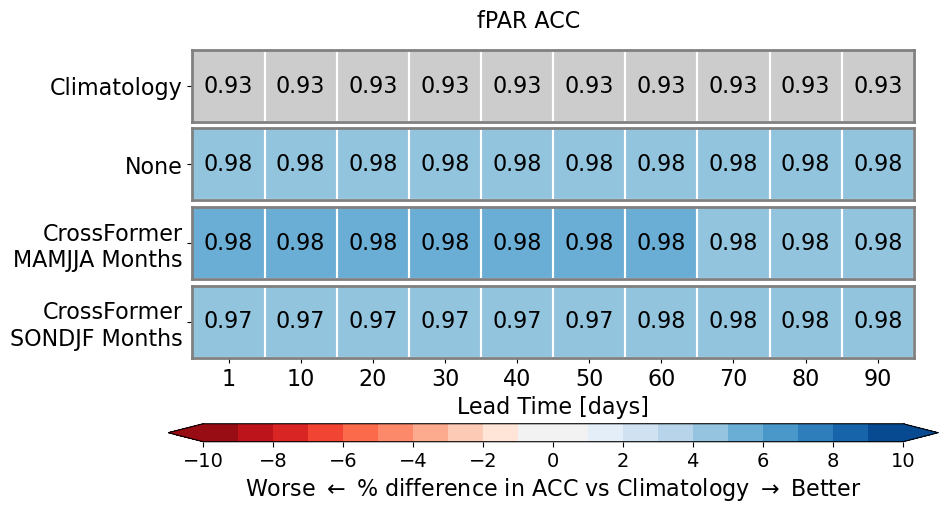 fPAR ACC
Climatology 0.93 0.93 0.93 0.93 0.93 0.93 0.93 0.93 0.93 0.93
None 0.98 0.98 0.98 0.98 0.98 0.98 0.98 0.98 0.98 0.98
CrossFormer
MAMJJA Months 0.98 0.98 0.98 0.98 0.98 0.98 0.98 0.98 0.98 0.98
CrossFormer
SONDJF Months 0.97 0.97 0.97 0.97 0.97 0.97 0.98 0.98 0.98 0.98
1 10 20 30 40 50 60 70 80 90
Lead Time [days]
−10 −8 −6 −4 −2 0 2 4 6 8 10
Worse ← % difference in ACC vs Climatology → Better